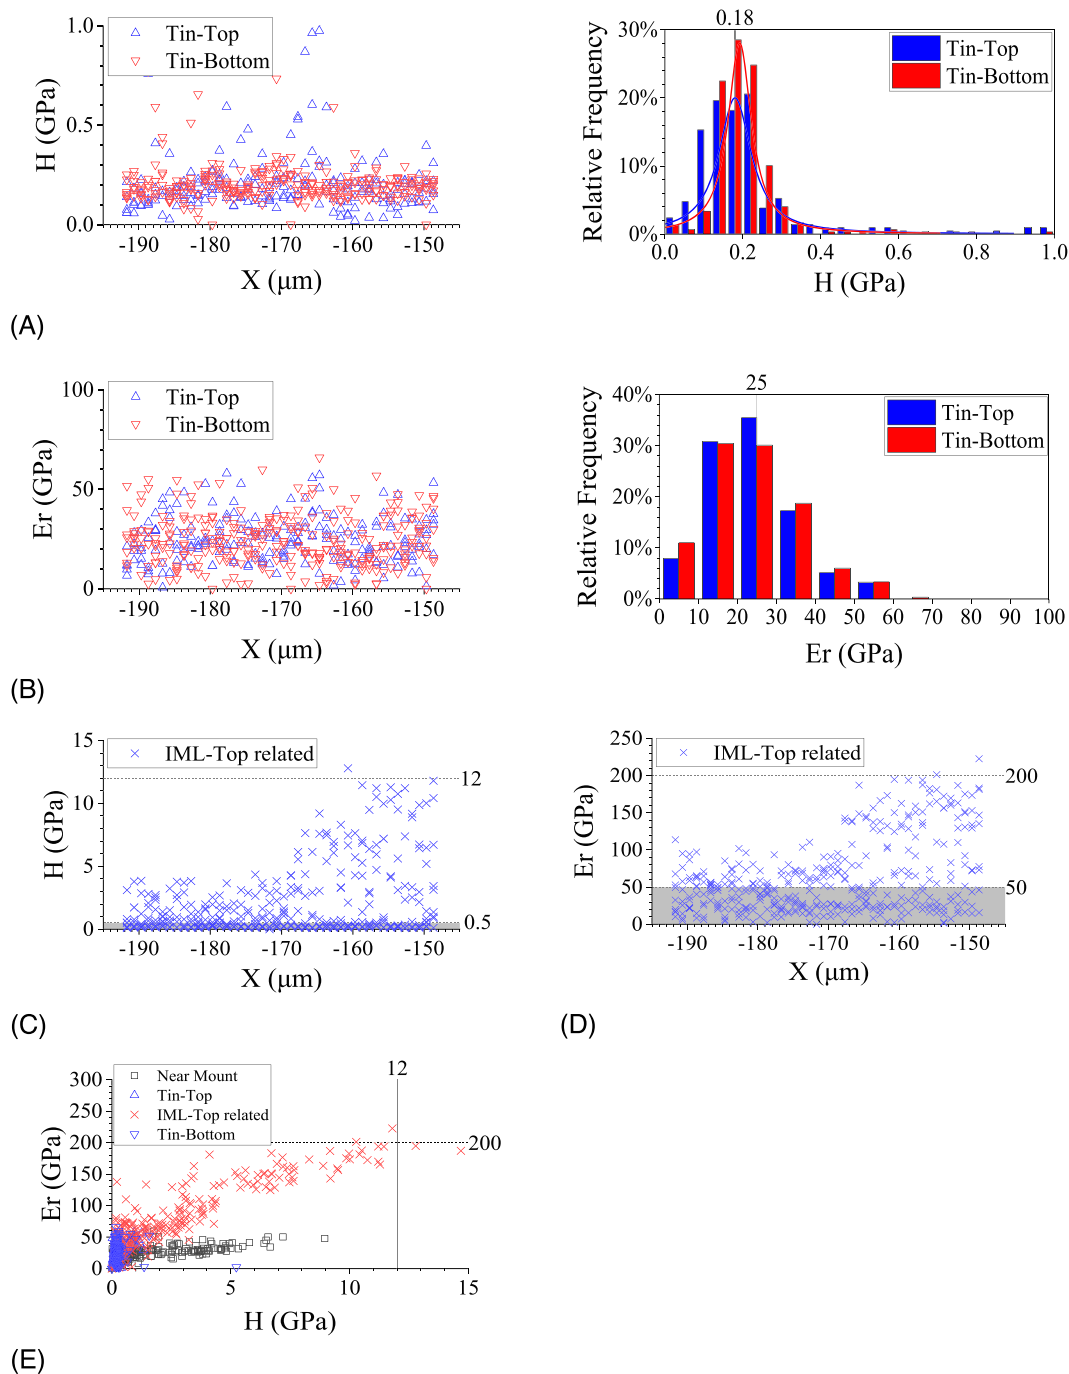 1.0
0.5
0.0
H (GPa)
Tin-Top
Tin-Bottom
-190
-180
-170
-160
-150
X (μm)
0.18
30%
20%
10%
0%
Relative Frequency
Tin-Top
Tin-Bottom
0.0
0.2
0.4
0.6
0.8
1.0
H (GPa)
(A)
100
50
0
Er (GPa)
Tin-Top
Tin-Bottom
-190
-180
-170
-160
-150
X (μm)
25
40%
30%
20%
10%
0%
Relative Frequency
Tin-Top
Tin-Bottom
0
10
20
30
40
50
60
70
80
90
100
Er (GPa)
(B)
15
10
5
0
H (GPa)
IML-Top related
12
0.5
-190
-180
-170
-160
-150
X (μm)
(C)
250
200
150
100
50
0
Er (GPa)
IML-Top related
200
50
-190
-180
-170
-160
-150
X (μm)
(D)
300
250
200
150
100
50
0
Er (GPa)
Near Mount
Tin-Top
IML-Top related
Tin-Bottom
12
200
0
5
10
15
H (GPa)
(E)